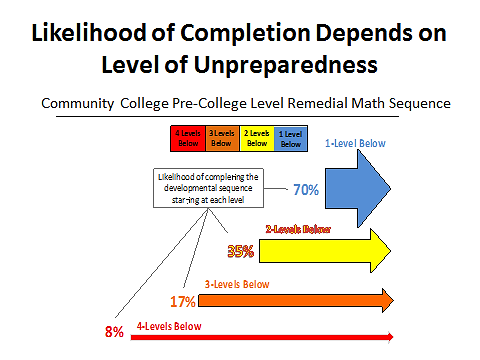 Likelihood of Completion Depends on
Level of Unpreparedness
Community College Pre-College Level Remedial Math Sequence
4 Levels
Below
3 Levels
Below
2 Levels
Below
1 Level
Below
1-Level Below
Likelihood of completing the
developmental sequence
starting at each level
70%
2-Levels Below
35%
3-Levels Below
17%
4-Levels Below
8%